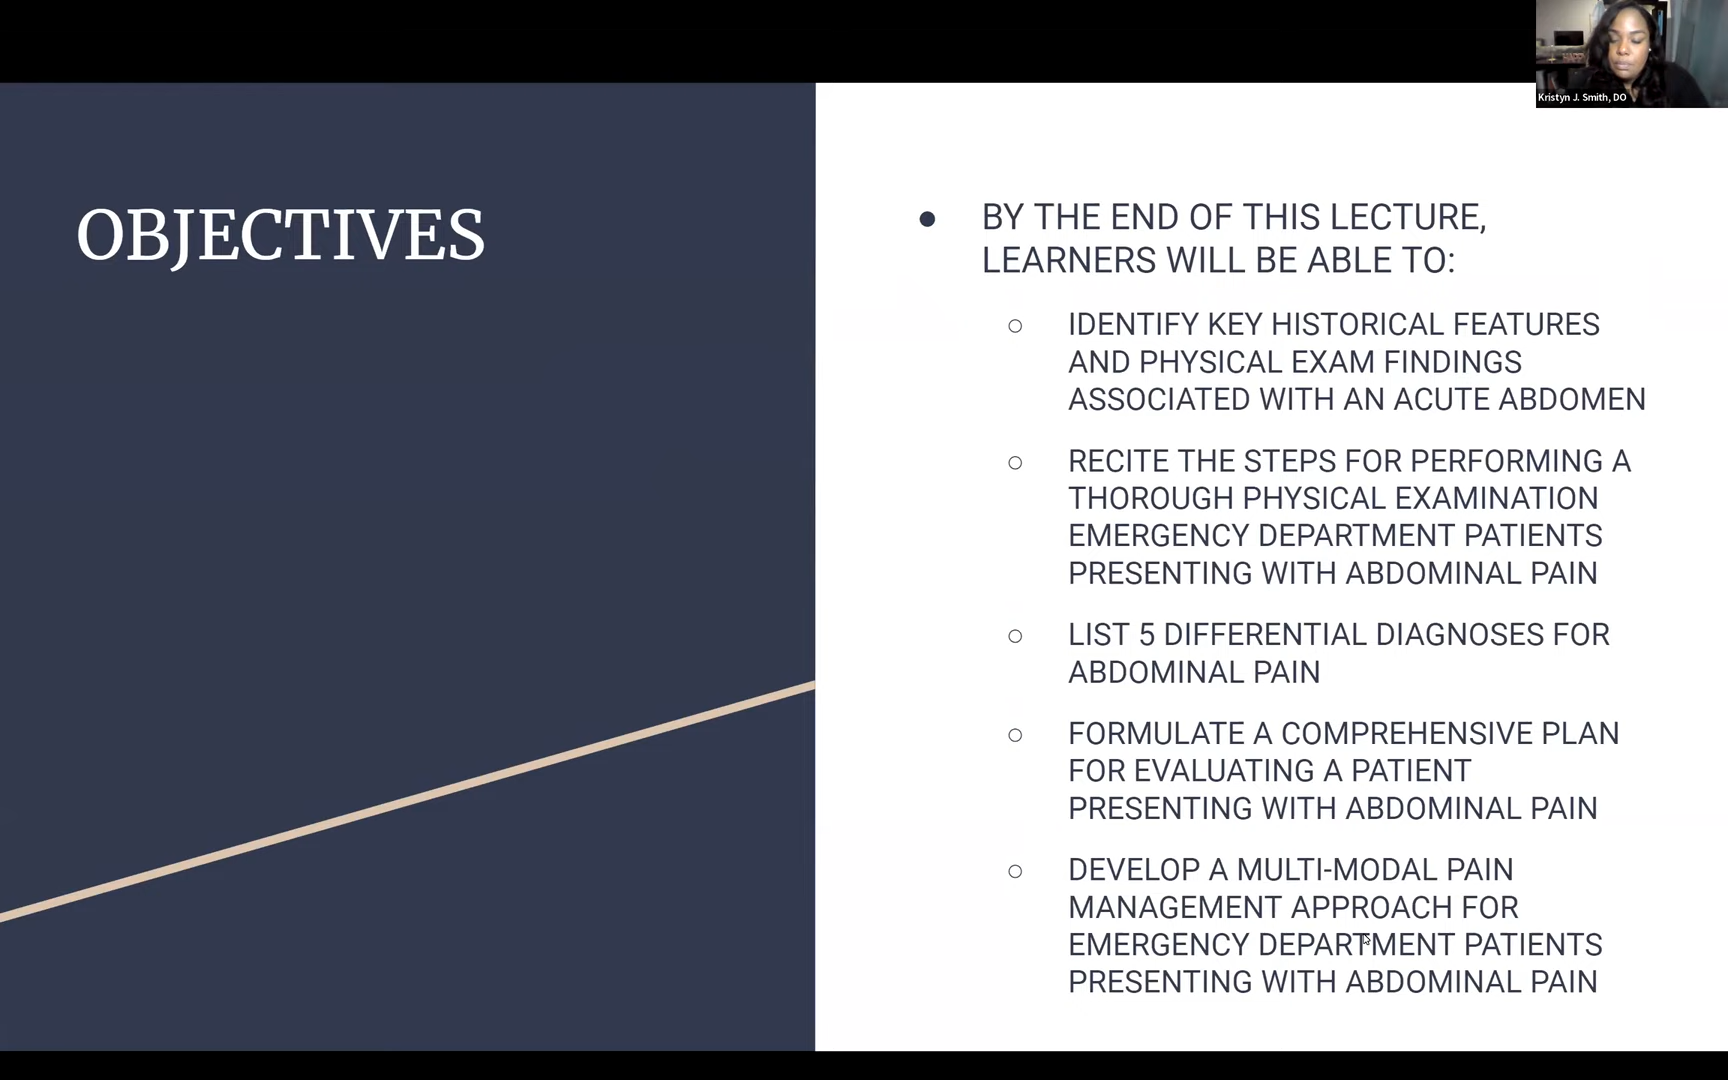 Kristyn J. Smith, DO
OBJECTIVES
● BY THE END OF THIS LECTURE,
LEARNERS WILL BE ABLE TO:
○ IDENTIFY KEY HISTORICAL FEATURES
AND PHYSICAL EXAM FINDINGS
ASSOCIATED WITH AN ACUTE ABDOMEN
○ RECITE THE STEPS FOR PERFORMING A
THOROUGH PHYSICAL EXAMINATION
EMERGENCY DEPARTMENT PATIENTS
PRESENTING WITH ABDOMINAL PAIN
○ LIST 5 DIFFERENTIAL DIAGNOSES FOR
ABDOMINAL PAIN
○ FORMULATE A COMPREHENSIVE PLAN
FOR EVALUATING A PATIENT
PRESENTING WITH ABDOMINAL PAIN
○ DEVELOP A MULTI-MODAL PAIN
MANAGEMENT APPROACH FOR
EMERGENCY DEPARTMENT PATIENTS
PRESENTING WITH ABDOMINAL PAIN